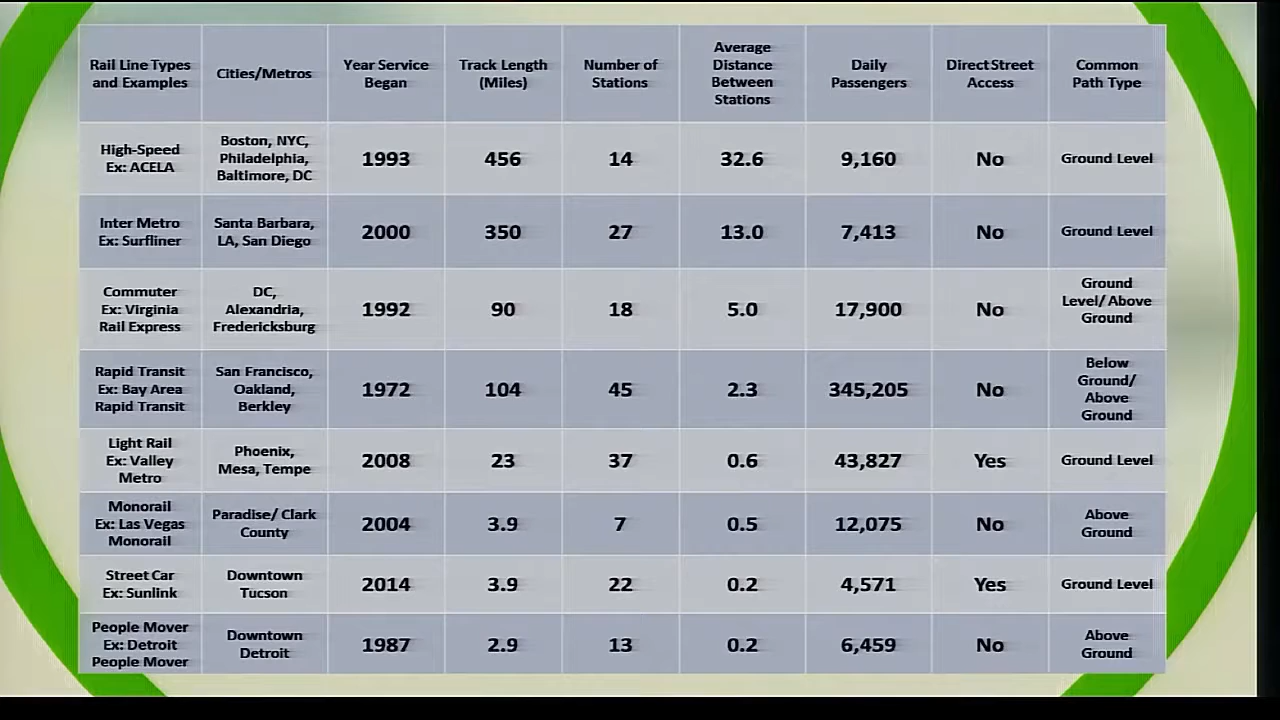 Rail Line Types
and Examples
Cities/Metros
Year Service
Began
Track Length
(Miles)
Number of
Stations
Average
Distance
Between
Stations
Daily
Passengers
Direct Street
Access
Common
Path Type
High-Speed
Ex: ACELA
Boston, NYC,
Philadelphia,
Baltimore, DC
1993
456
14
32.6
9,160
No
Ground Level
Inter Metro
Ex: Surfliner
Santa Barbara,
LA, San Diego
2000
350
27
13.0
7,413
No
Ground Level
Commuter
Ex: Virginia
Rail Express
DC,
Alexandria,
Fredericksburg
1992
90
18
5.0
17,900
No
Ground
Level/ Above
Ground
Rapid Transit
Ex: Bay Area
Rapid Transit
San Francisco,
Oakland,
Berkley
1972
104
45
2.3
345,205
No
Below
Ground/
Above
Ground
Light Rail
Ex: Valley
Metro
Phoenix,
Mesa, Tempe
2008
23
37
0.6
43,827
Yes
Ground Level
Monorail
Ex: Las Vegas
Monorail
Paradise/ Clark
County
2004
3.9
7
0.5
12,075
No
Above
Ground
Street Car
Ex: Sunlink
Downtown
Tucson
2014
3.9
22
0.2
4,571
Yes
Ground Level
People Mover
Ex: Detroit
People Mover
Downtown
Detroit
1987
2.9
13
0.2
6,459
No
Above
Ground